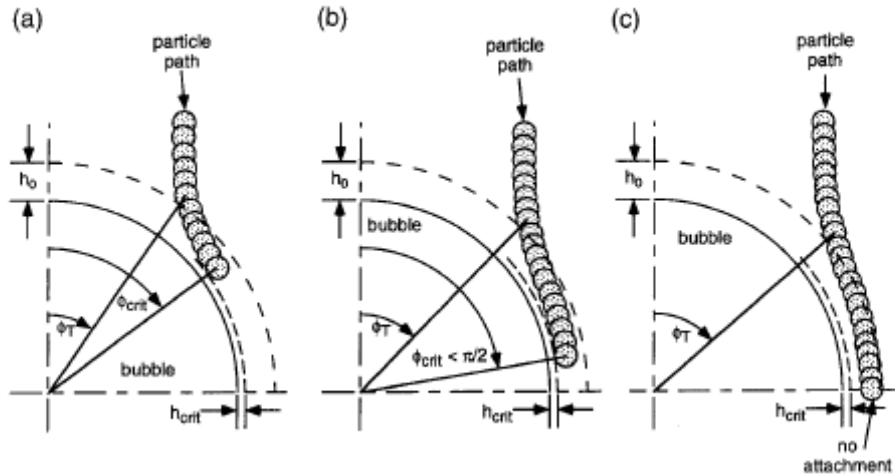 (a)
particle
path
h₀
ϕcrit
ϕT
bubble
hcrit
(b)
particle
path
h₀
bubble
ϕT
ϕcrit < π/2
hcrit
(c)
particle
path
h₀
bubble
ϕT
hcrit
no
attachment